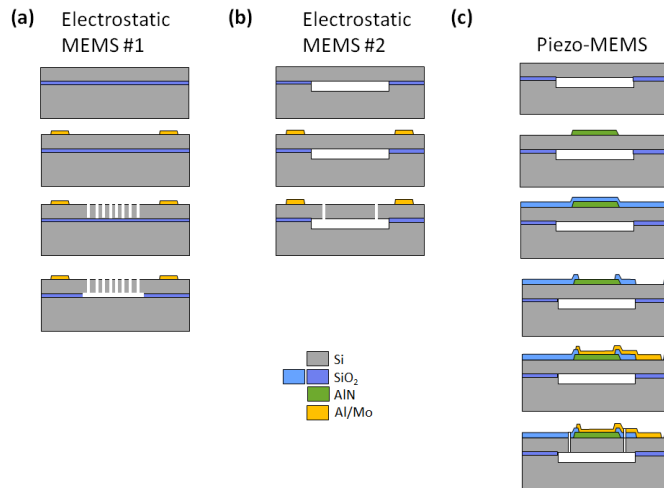 (a) Electrostatic
MEMS #1
(b) Electrostatic
MEMS #2
(c)
Piezo-MEMS
Si
SiO₂
AlN
Al/Mo